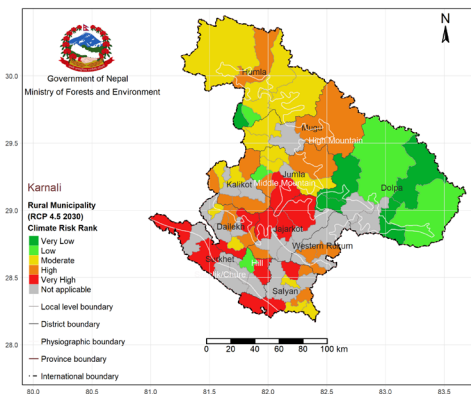 N
Government of Nepal
Ministry of Forests and Environment
Karnali
Rural Municipality
(RCP 4.5 2030)
Climate Risk Rank
Very Low
Low
Moderate
High
Very High
Not applicable
Local level boundary
District boundary
Physiographic boundary
Province boundary
International boundary
Humla
Mugu
High Mountain
Jumla
Middle Mountain
Kalikot
Dolpa
Dailekh
Jajarkot
Western Rukum
Surkhet
Hill
Salyan
0 20 40 60 80 100 km
30.0
29.5
29.0
28.5
28.0
80.0 81.0 81.5 82.0 82.5 83.0 83.5